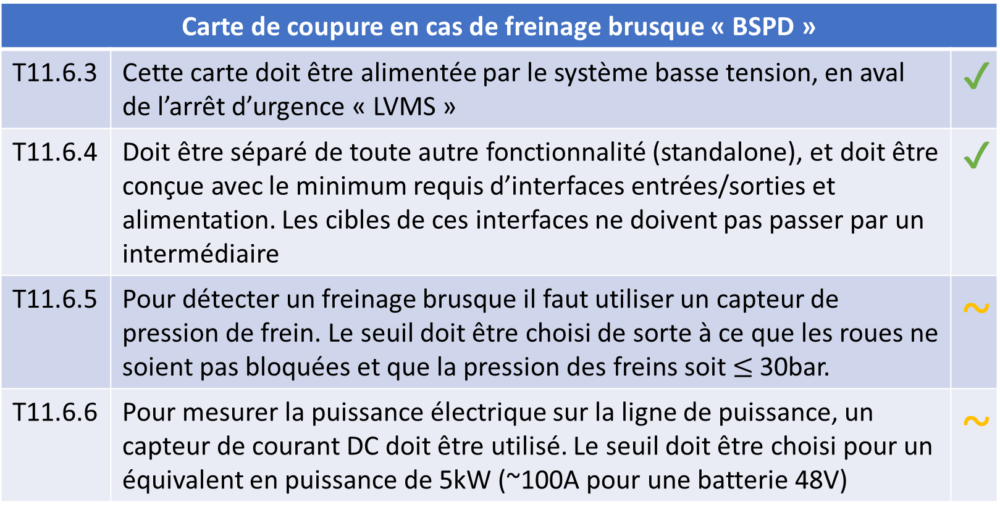 Carte de coupure en cas de freinage brusque « BSPD »
T11.6.3 Cette carte doit être alimentée par le système basse tension, en aval ✓
de l’arrêt d’urgence « LVMS »
T11.6.4 Doit être séparé de toute autre fonctionnalité (standalone), et doit être ✓
conçue avec le minimum requis d’interfaces entrées/sorties et
alimentation. Les cibles de ces interfaces ne doivent pas passer par un
intermédiaire
T11.6.5 Pour détecter un freinage brusque il faut utiliser un capteur de ~
pression de frein. Le seuil doit être choisi de sorte à ce que les roues ne
soient pas bloquées et que la pression des freins soit ≤ 30bar.
T11.6.6 Pour mesurer la puissance électrique sur la ligne de puissance, un ~
capteur de courant DC doit être utilisé. Le seuil doit être choisi pour un
équivalent en puissance de 5kW (~100A pour une batterie 48V)